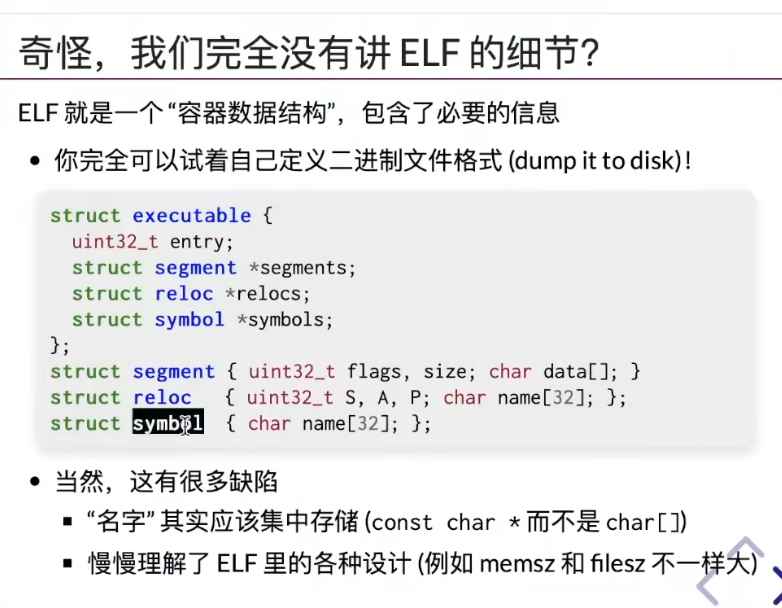 奇怪，我们完全没有讲 ELF 的细节？
ELF 就是一个“容器数据结构”，包含了必要的信息
• 你完全可以试着自己定义二进制文件格式 (dump it to disk)！
struct executable {
  uint32_t entry;
  struct segment *segments;
  struct reloc *relocs;
  struct symbol *symbols;
};
struct segment { uint32_t flags, size; char data[]; }
struct reloc   { uint32_t S, A, P; char name[32]; };
struct symbol  { char name[32]; };
• 当然，这有很多缺陷
▪ “名字” 其实应该集中存储 (const char * 而不是 char[])
▪ 慢慢理解了 ELF 里的各种设计 (例如 memsz 和 filesz 不一样大)